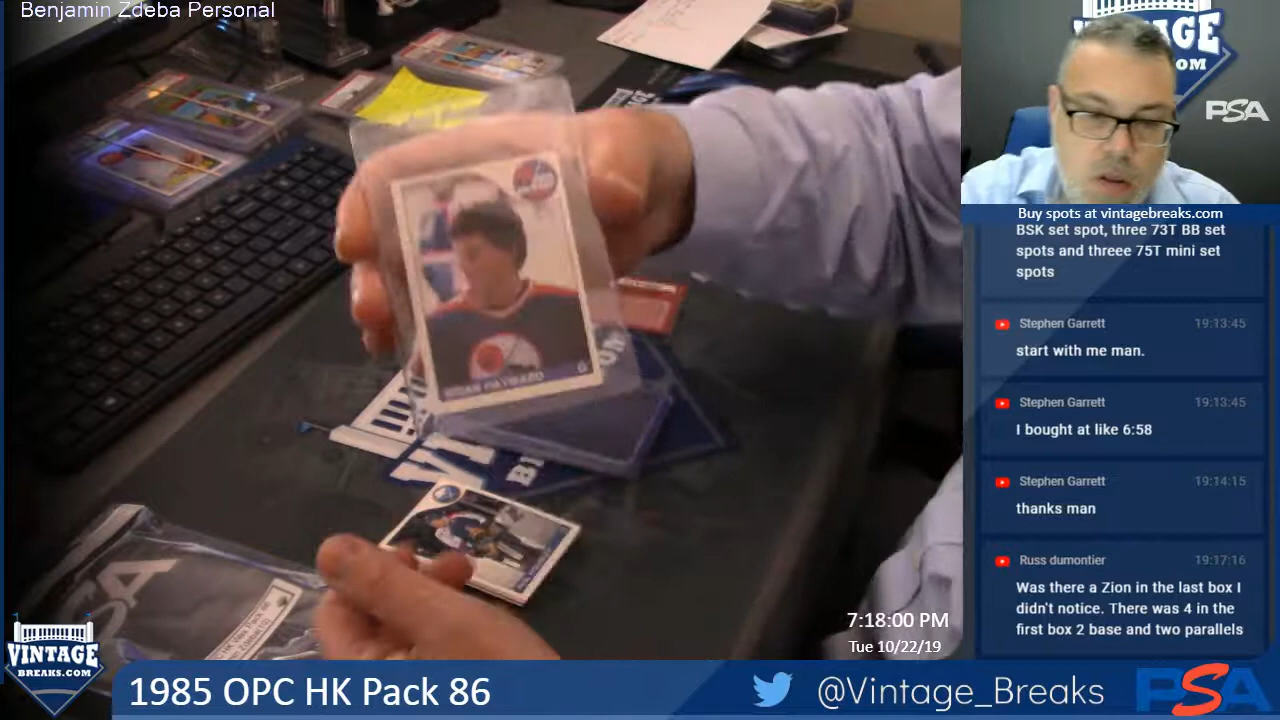 Benjamin Zdeba Personal
VINTAGE
.COM
PSA
Buy spots at vintagebreaks.com
BSK set spot, three 73T BB set
spots and threee 75T mini set
spots
Stephen Garrett 19:13:45
start with me man.
Stephen Garrett 19:13:45
I bought at like 6:58
Stephen Garrett 19:14:15
thanks man
Russ dumontier 19:17:16
Was there a Zion in the last box I
didn't notice. There was 4 in the
first box 2 base and two parallels
BRIAN HAYWARD G
7:18:00 PM
Tue 10/22/19
VINTAGE
BREAKS.COM
1985 OPC HK Pack 86
@Vintage_Breaks
PSA